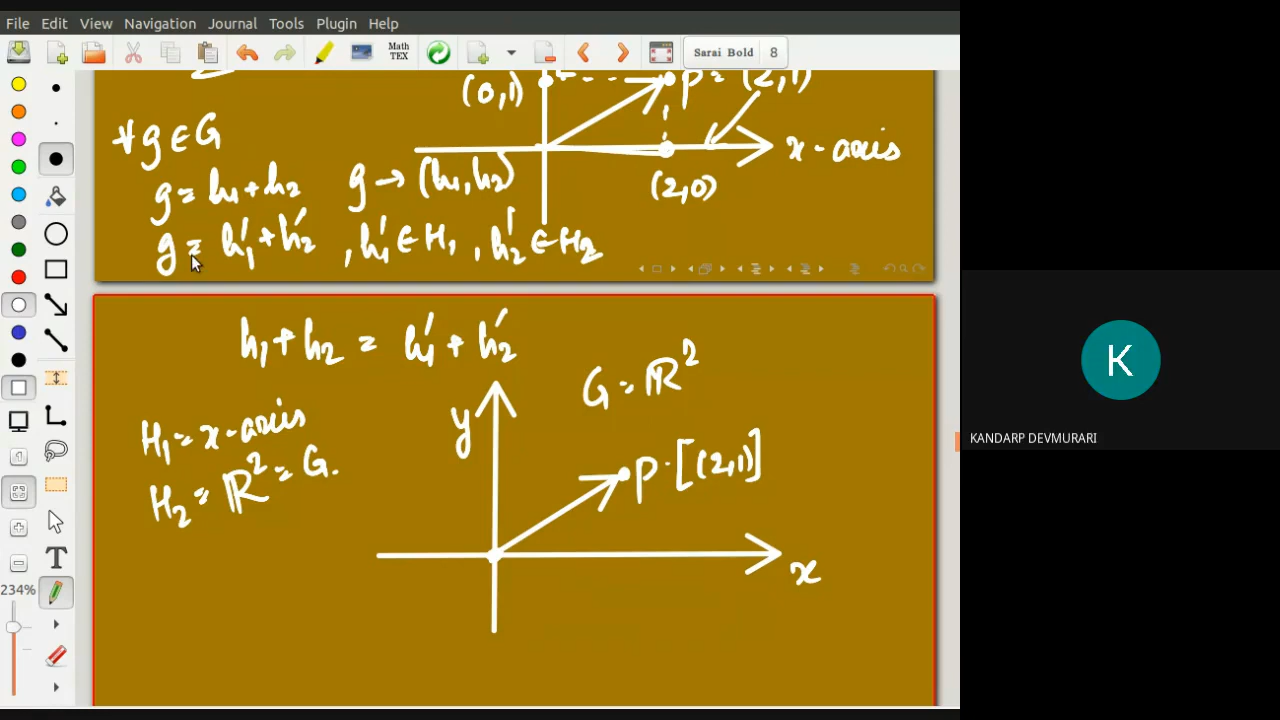 File Edit View Navigation Journal Tools Plugin Help
Math TEX
Sarai Bold 8
(0,1) p = (2,1)
∀ g ∈ G
x-axis
g = h₁ + h₂ g → (h₁, h₂) (2,0)
g = h₁' + h₂' , h₁' ∈ H₁ , h₂' ∈ H₂
h₁ + h₂ = h₁' + h₂'
G = ℝ²
y
H₁ = x-axis
H₂ = ℝ² = G.
p · [(2,1)]
x
234%
T
K
KANDARP DEVMURARI